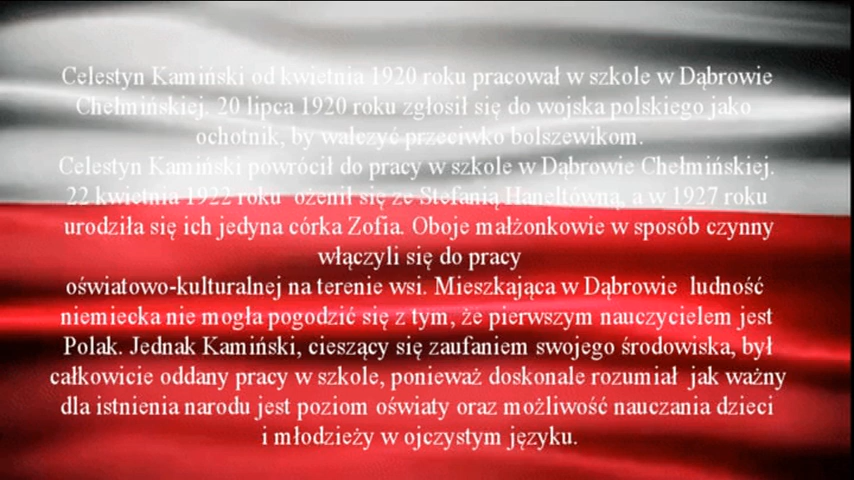 Celestyn Kamiński od kwietnia 1920 roku pracował w szkole w Dąbrowie
Chełmińskiej. 20 lipca 1920 roku zgłosił się do wojska polskiego jako
ochotnik, by walczyć przeciwko bolszewikom.
Celestyn Kamiński powrócił do pracy w szkole w Dąbrowie Chełmińskiej.
22 kwietnia 1922 roku ożenił się ze Stefanią Haneltówną, a w 1927 roku
urodziła się ich jedyna córka Zofia. Oboje małżonkowie w sposób czynny
włączyli się do pracy
oświatowo-kulturalnej na terenie wsi. Mieszkająca w Dąbrowie ludność
niemiecka nie mogła pogodzić się z tym, że pierwszym nauczycielem jest
Polak. Jednak Kamiński, cieszący się zaufaniem swojego środowiska, był
całkowicie oddany pracy w szkole, ponieważ doskonale rozumiał jak ważny
dla istnienia narodu jest poziom oświaty oraz możliwość nauczania dzieci
i młodzieży w ojczystym języku.